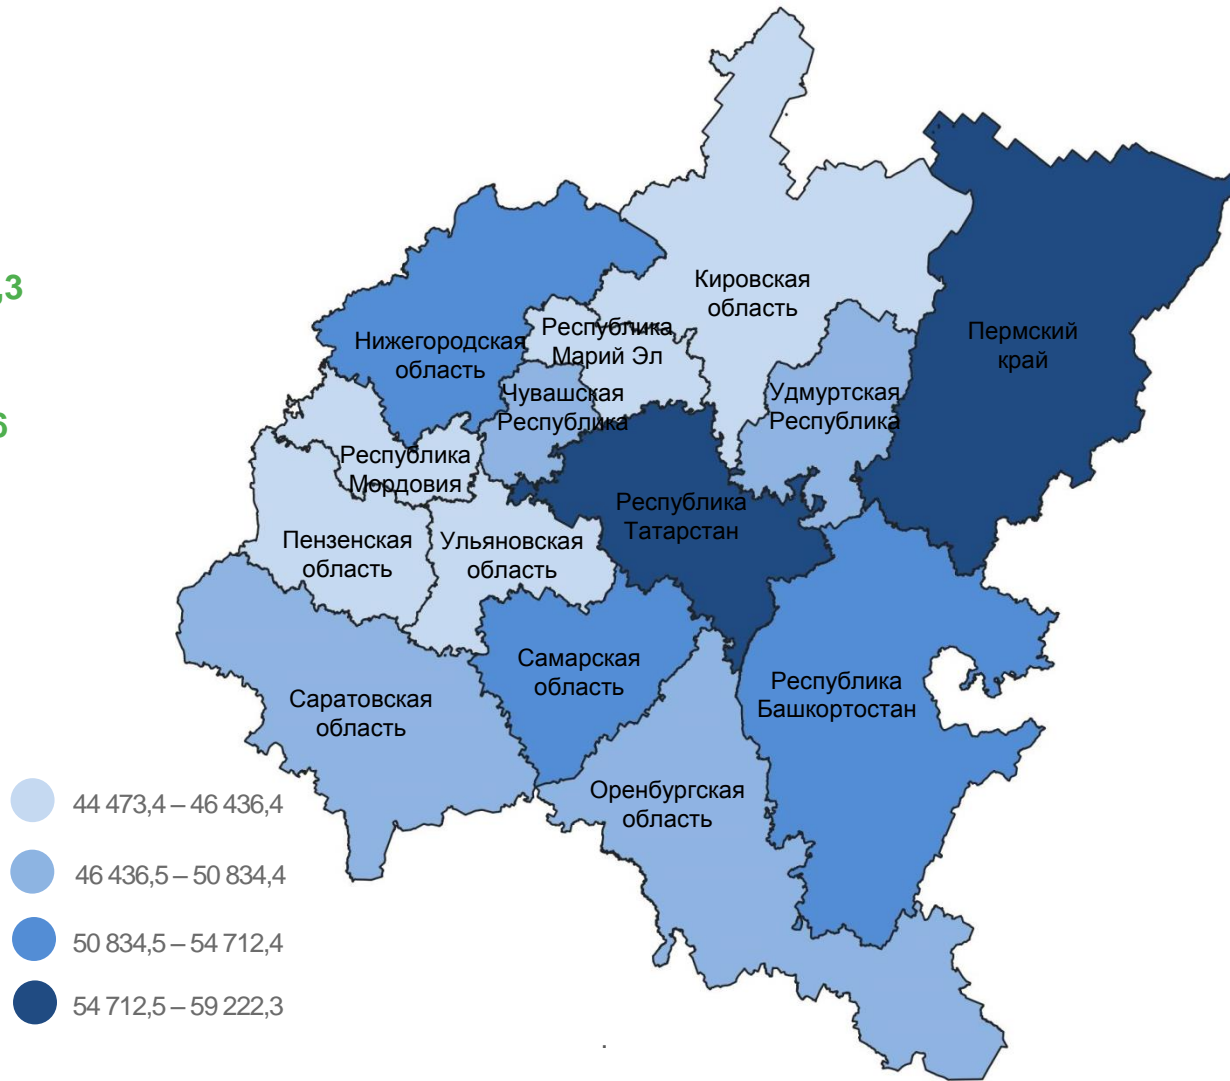 ,3
6
Кировская
область
Пермский
край
Республика
Марий Эл
Нижегородская
область
Чувашская
Республика
Удмуртская
Республика
Республика
Мордовия
Республика
Татарстан
Пензенская
область
Ульяновская
область
Самарская
область
Республика
Башкортостан
Саратовская
область
Оренбургская
область
44 473,4 – 46 436,4
46 436,5 – 50 834,4
50 834,5 – 54 712,4
54 712,5 – 59 222,3